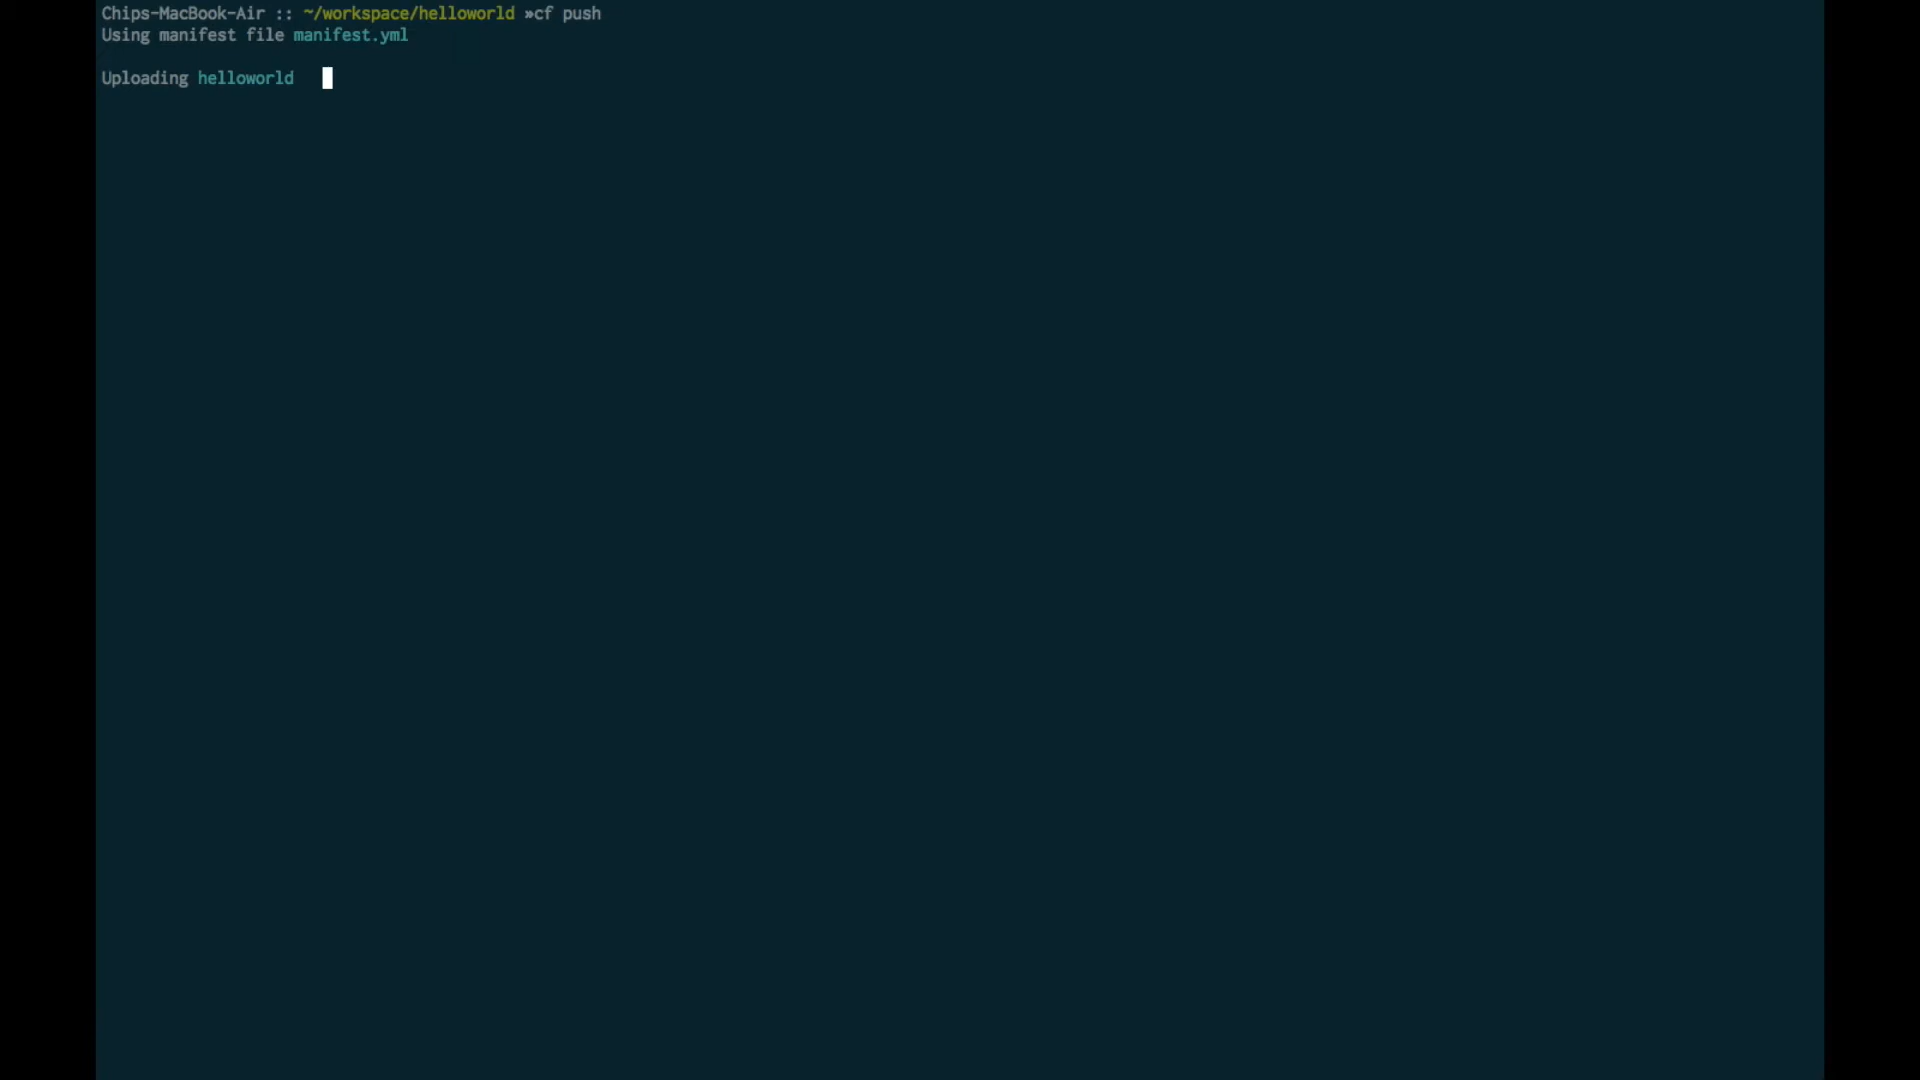 Chips-MacBook-Air :: ~/workspace/helloworld »cf push
Using manifest file manifest.yml
Uploading helloworld